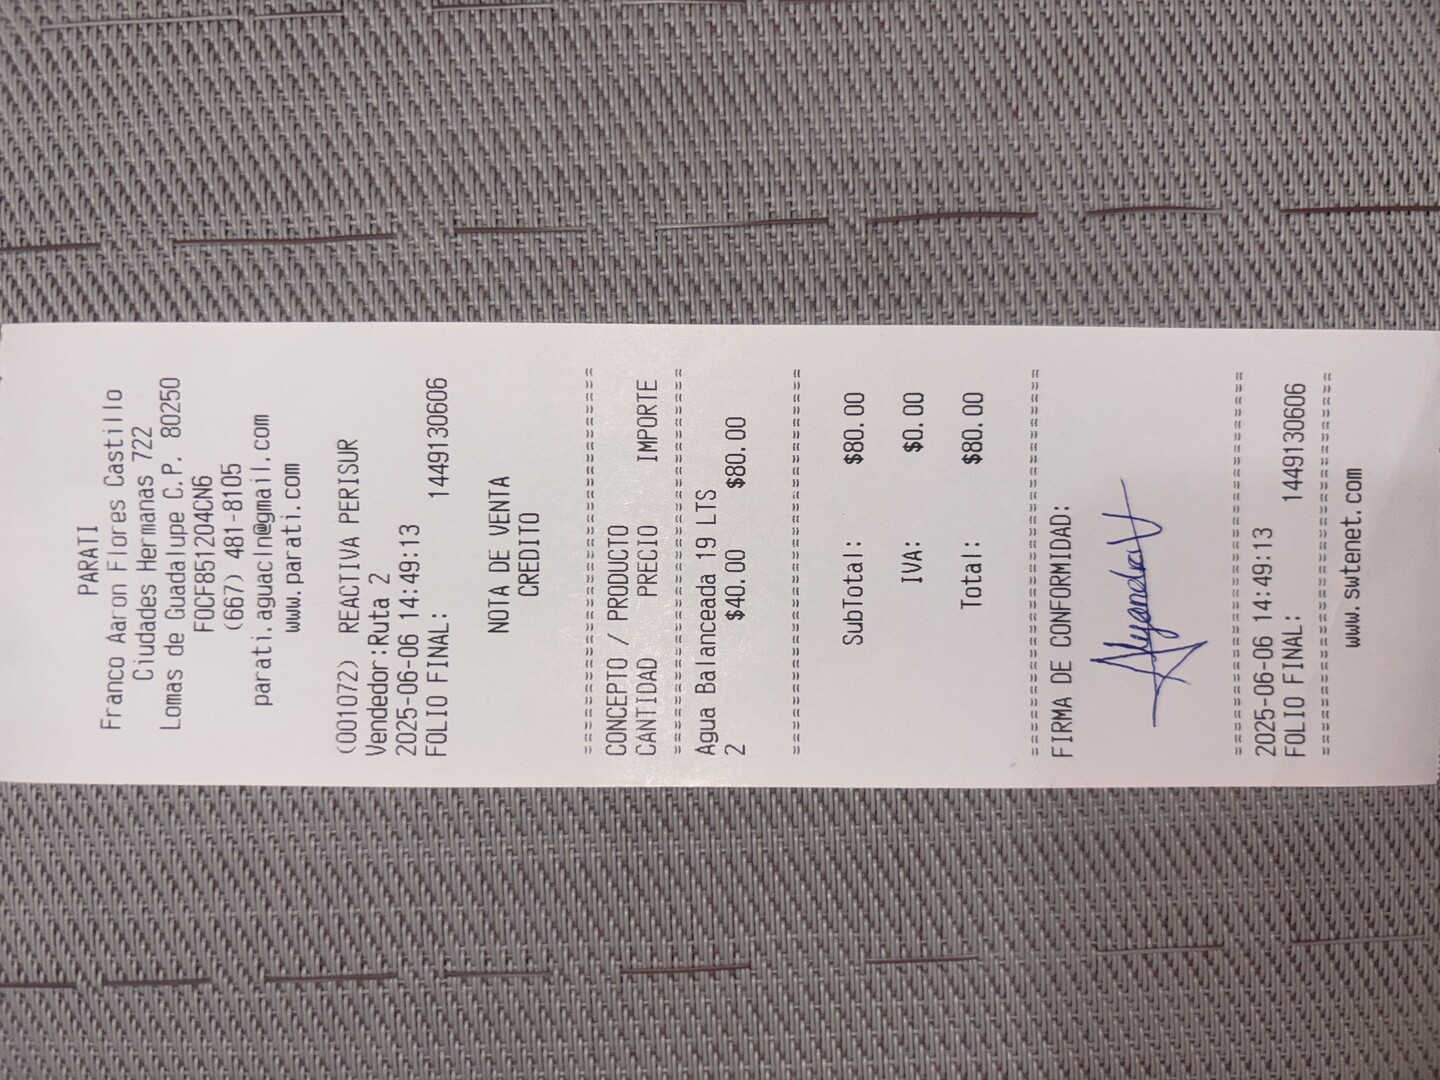 PARATI
Franco Aaron Flores Castillo
Ciudades Hermanas 722
Lomas de Guadalupe C.P. 80250
FOCF851204CN6
(667) 481-8105
parati.aguacln@gmail.com
www.parati.com
(001072) REACTIVA PERISUR
Vendedor:Ruta 2
2025-06-06 14:49:13
FOLIO FINAL: 1449130606
NOTA DE VENTA
CREDITO
================================
CONCEPTO / PRODUCTO
CANTIDAD PRECIO IMPORTE
================================
Agua Balanceada 19 LTS
2 $40.00 $80.00
================================
SubTotal: $80.00
IVA: $0.00
Total: $80.00
================================
FIRMA DE CONFORMIDAD:
================================
2025-06-06 14:49:13
FOLIO FINAL: 1449130606
================================
www.swtenet.com